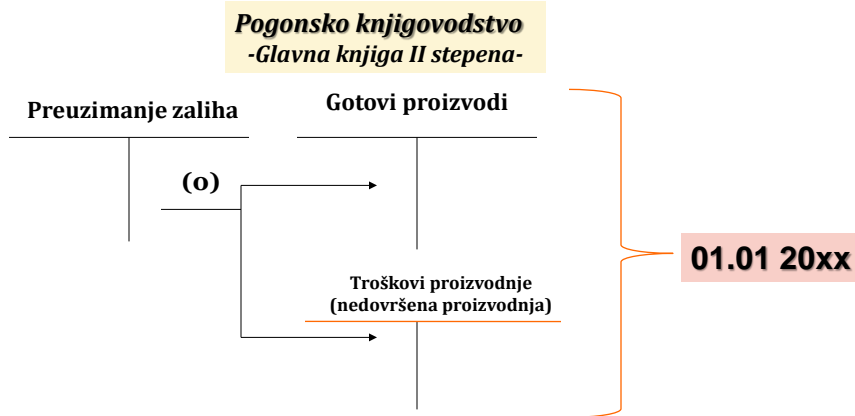 Pogonsko knjigovodstvo
-Glavna knjiga II stepena-
Preuzimanje zaliha
Gotovi proizvodi
(o)
01.01 20xx
Troškovi proizvodnje
(nedovršena proizvodnja)